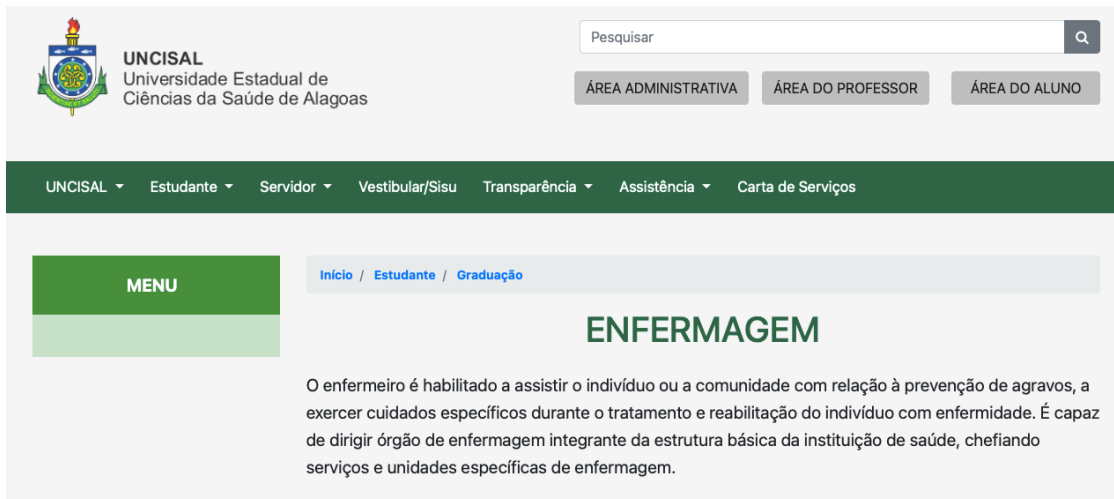 UNCISAL
Universidade Estadual de
Ciências da Saúde de Alagoas
Pesquisar
ÁREA ADMINISTRATIVA
ÁREA DO PROFESSOR
ÁREA DO ALUNO
UNCISAL Estudante Servidor Vestibular/Sisu Transparência Assistência Carta de Serviços
MENU
Início / Estudante / Graduação
ENFERMAGEM
O enfermeiro é habilitado a assistir o indivíduo ou a comunidade com relação à prevenção de agravos, a
exercer cuidados específicos durante o tratamento e reabilitação do indivíduo com enfermidade. É capaz
de dirigir órgão de enfermagem integrante da estrutura básica da instituição de saúde, chefiando
serviços e unidades específicas de enfermagem.